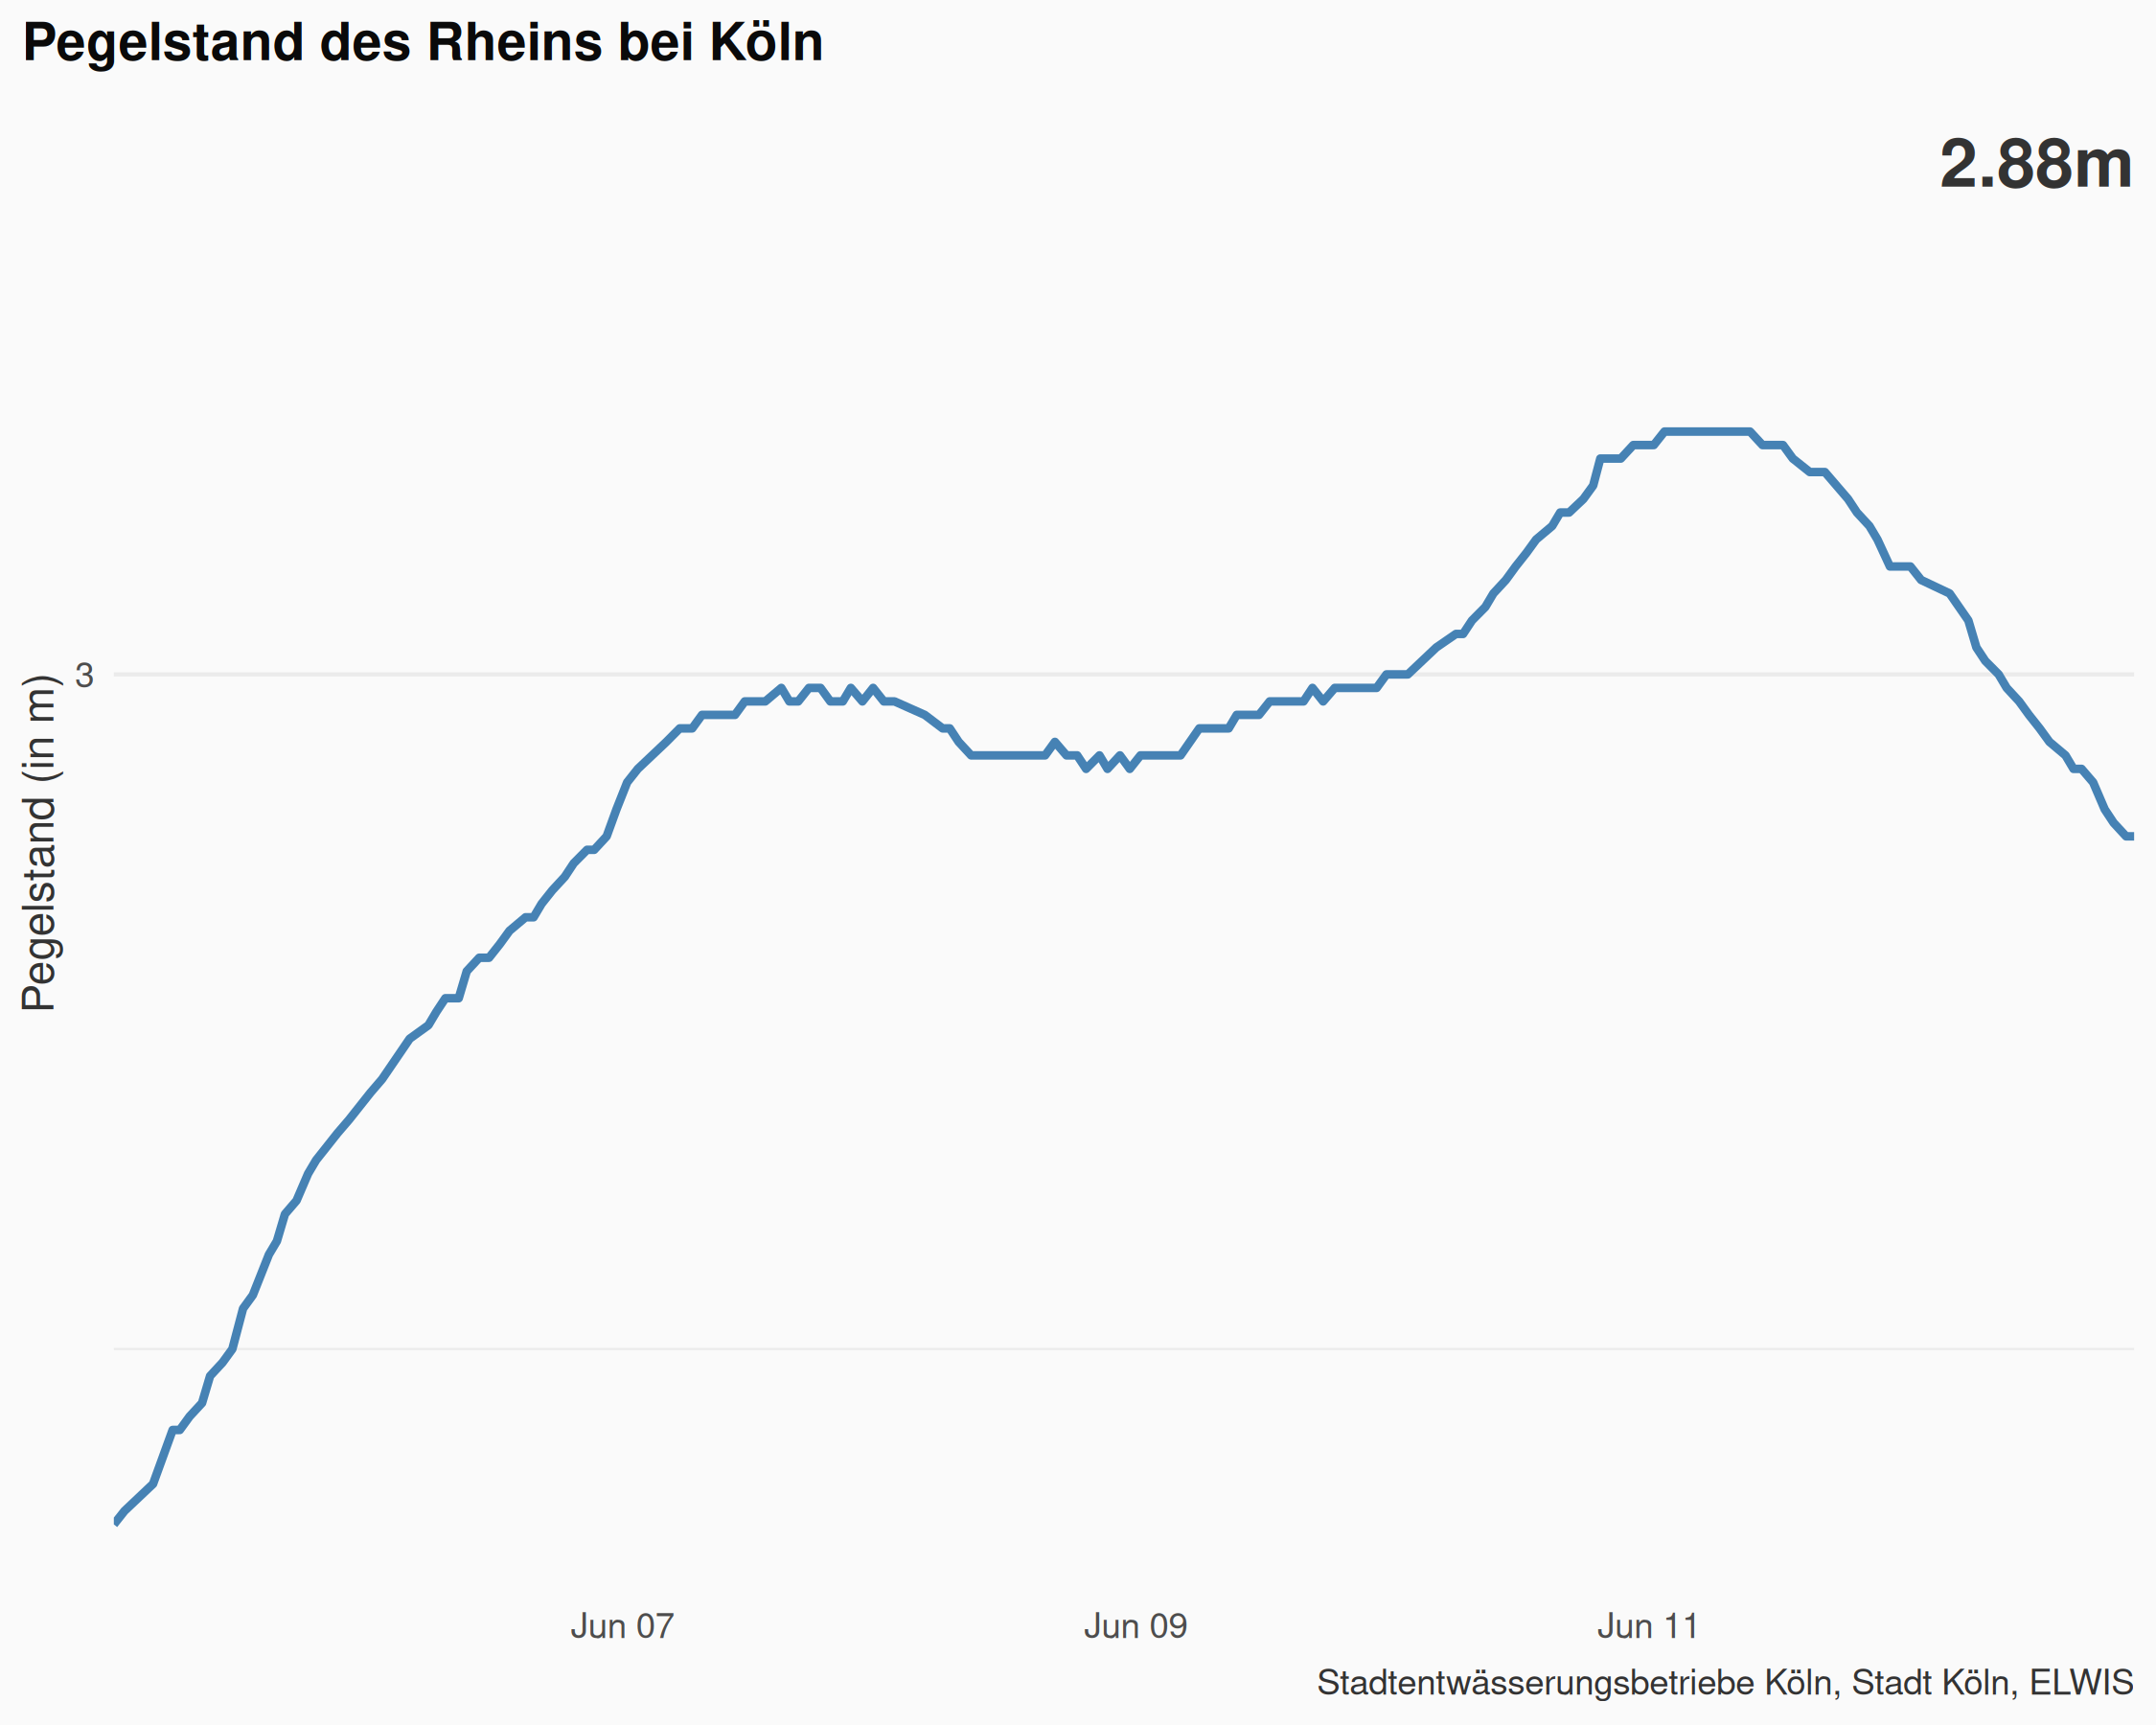 Pegelstand des Rheins bei Köln
2.88m
Pegelstand (in m)
3
Jun 07
Jun 09
Jun 11
Stadtentwässerungsbetriebe Köln, Stadt Köln, ELWIS